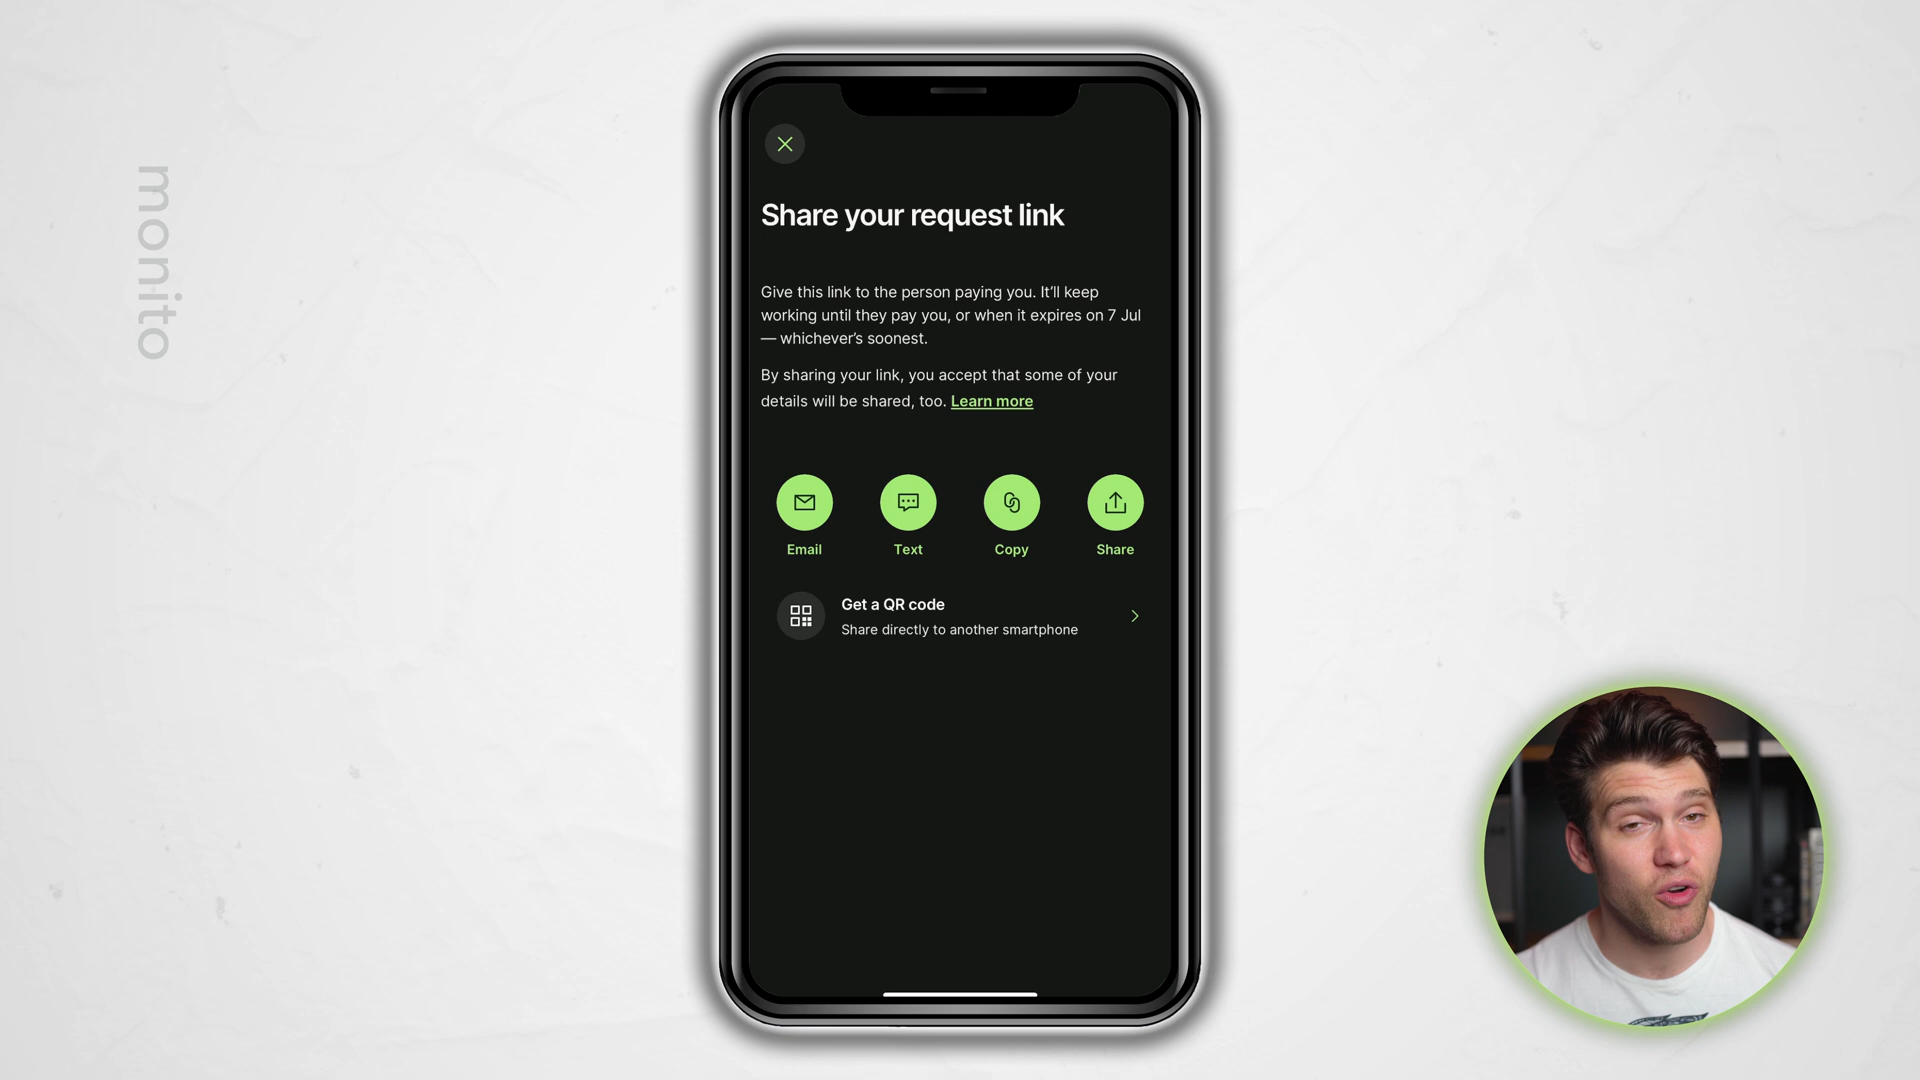 monito
Share your request link
Give this link to the person paying you. It’ll keep
working until they pay you, or when it expires on 7 Jul
— whichever’s soonest.
By sharing your link, you accept that some of your
details will be shared, too. Learn more
Email
Text
Copy
Share
Get a QR code
Share directly to another smartphone